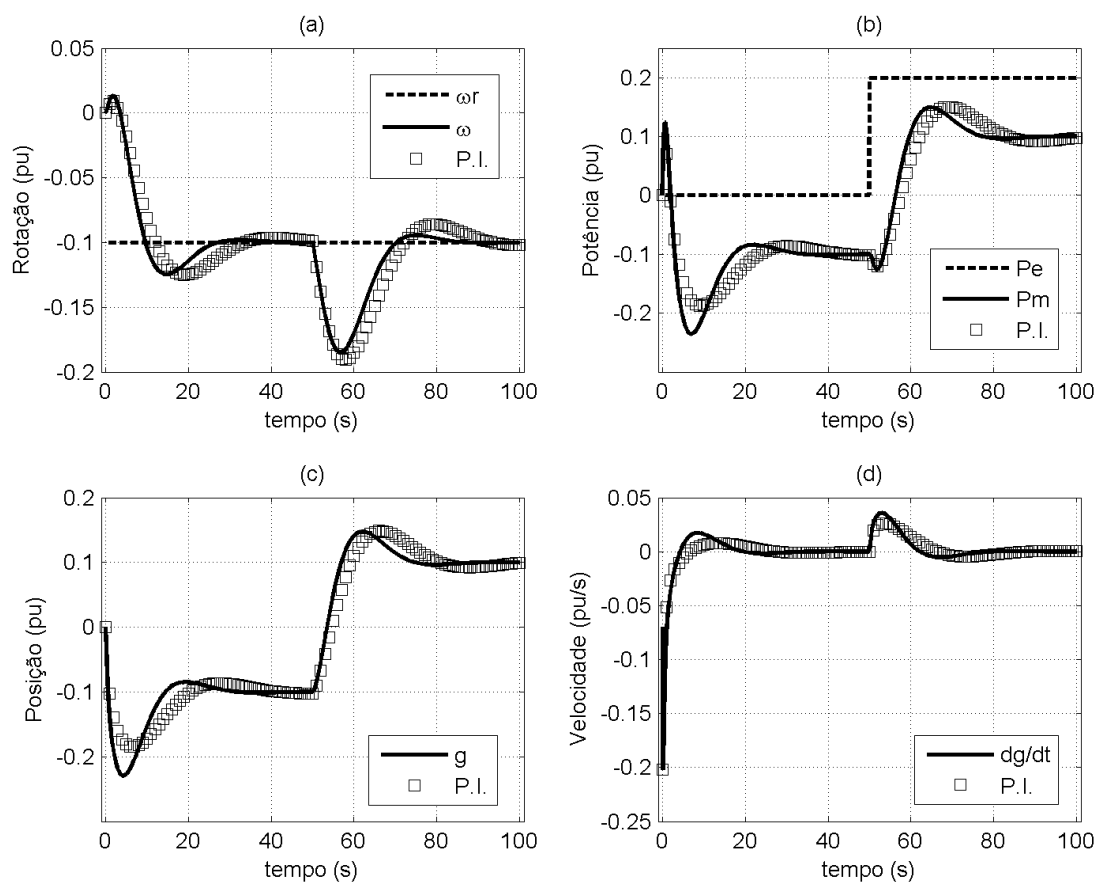 (a)
0.05
0
-0.05
-0.1
-0.15
-0.2
Rotação (pu)
ωr
ω
P.I.
0 20 40 60 80 100
tempo (s)
(b)
0.2
0.1
0
-0.1
-0.2
Potência (pu)
Pe
Pm
P.I.
0 20 40 60 80 100
tempo (s)
(c)
0.2
0.1
0
-0.1
-0.2
Posição (pu)
g
P.I.
0 20 40 60 80 100
tempo (s)
(d)
0.05
0
-0.05
-0.1
-0.15
-0.2
-0.25
Velocidade (pu/s)
dg/dt
P.I.
0 20 40 60 80 100
tempo (s)